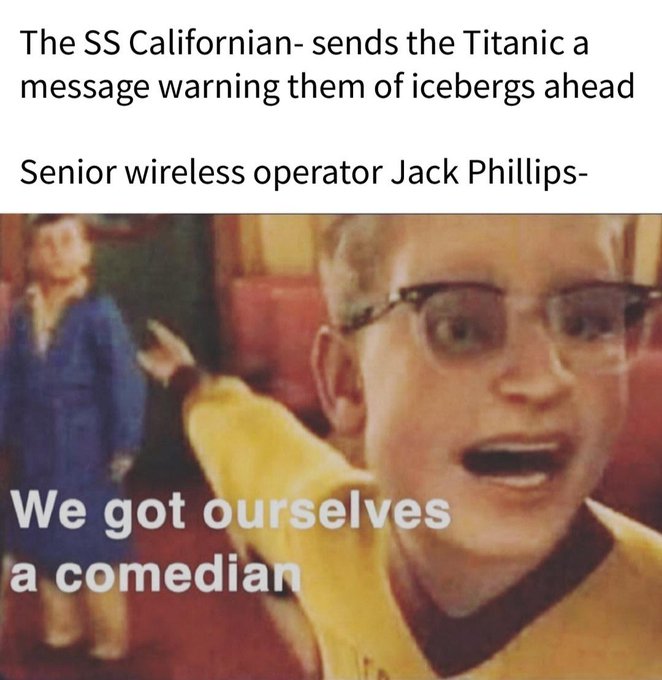 The SS Californian- sends the Titanic a
message warning them of icebergs ahead
Senior wireless operator Jack Phillips-
We got ourselves
a comedian